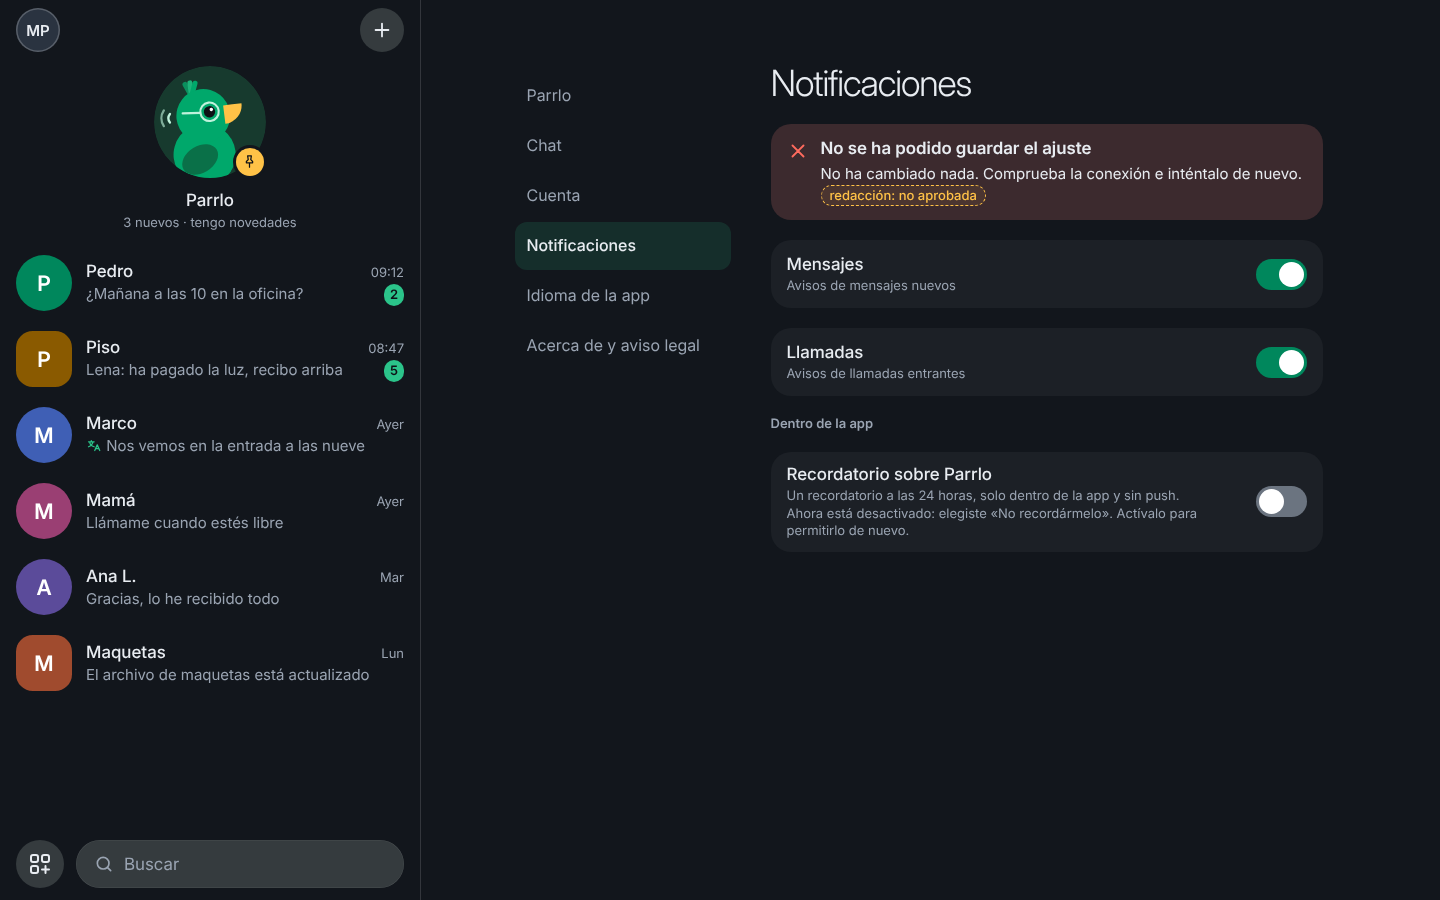 MP
Parrlo
3 nuevos · tengo novedades
P
Pedro
09:12
¿Mañana a las 10 en la oficina?
2
P
Piso
08:47
Lena: ha pagado la luz, recibo arriba
5
M
Marco
Ayer
Nos vemos en la entrada a las nueve
M
Mamá
Ayer
Llámame cuando estés libre
A
Ana L.
Mar
Gracias, lo he recibido todo
M
Maquetas
Lun
El archivo de maquetas está actualizado
Buscar
Parrlo
Chat
Cuenta
Notificaciones
Idioma de la app
Acerca de y aviso legal
Notificaciones
No se ha podido guardar el ajuste
No ha cambiado nada. Comprueba la conexión e inténtalo de nuevo.
redacción: no aprobada
Mensajes
Avisos de mensajes nuevos
Llamadas
Avisos de llamadas entrantes
Dentro de la app
Recordatorio sobre Parrlo
Un recordatorio a las 24 horas, solo dentro de la app y sin push.
Ahora está desactivado: elegiste «No recordármelo». Actívalo para
permitirlo de nuevo.